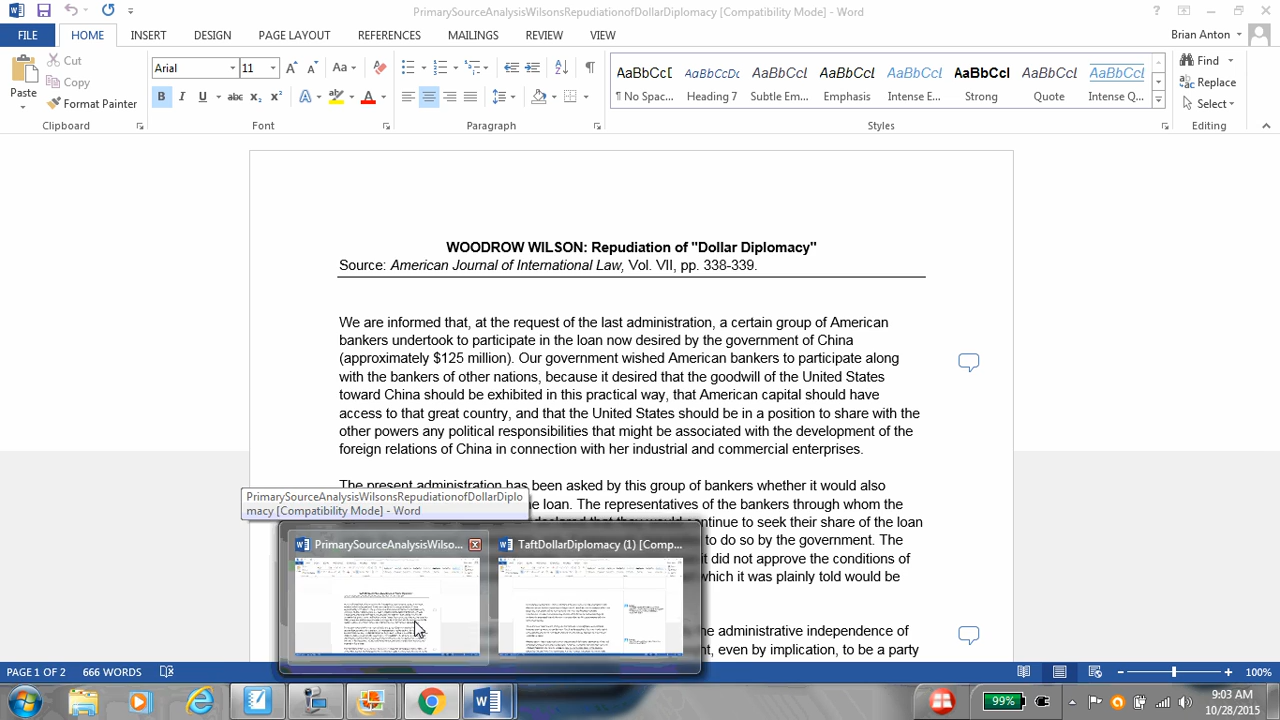 PrimarySourceAnalysisWilsonsRepudiationofDollarDiplomacy [Compatibility Mode] - Word
FILE HOME INSERT DESIGN PAGE LAYOUT REFERENCES MAILINGS REVIEW VIEW Brian Anton
Paste
Cut
Copy
Format Painter
Clipboard
Arial 11
Font
Paragraph
AaBbCcI AaBbCcDc AaBbCcI AaBbCcI AaBbCcI AaBbCcI AaBbCcI AaBbCcI
¶ No Spac... Heading 7 Subtle Em... Emphasis Intense E... Strong Quote Intense Q...
Styles
Find
Replace
Select
Editing
WOODROW WILSON: Repudiation of "Dollar Diplomacy"
Source: American Journal of International Law, Vol. VII, pp. 338-339.
We are informed that, at the request of the last administration, a certain group of American
bankers undertook to participate in the loan now desired by the government of China
(approximately $125 million). Our government wished American bankers to participate along
with the bankers of other nations, because it desired that the goodwill of the United States
toward China should be exhibited in this practical way, that American capital should have
access to that great country, and that the United States should be in a position to share with the
other powers any political responsibilities that might be associated with the development of the
foreign relations of China in connection with her industrial and commercial enterprises.
The present administration has been asked by this group of bankers whether it would also
loan. The representatives of the bankers through whom the
continue to seek their share of the loan
to do so by the government. The
it did not approve the conditions of
which it was plainly told would be
he administrative independence of
nt, even by implication, to be a party
PrimarySourceAnalysisWilsonsRepudiationofDollarDiplo
macy [Compatibility Mode] - Word
PrimarySourceAnalysisWilso...
TaftDollarDiplomacy (1) [Comp...
PAGE 1 OF 2 666 WORDS 100%
99%
9:03 AM
10/28/2015